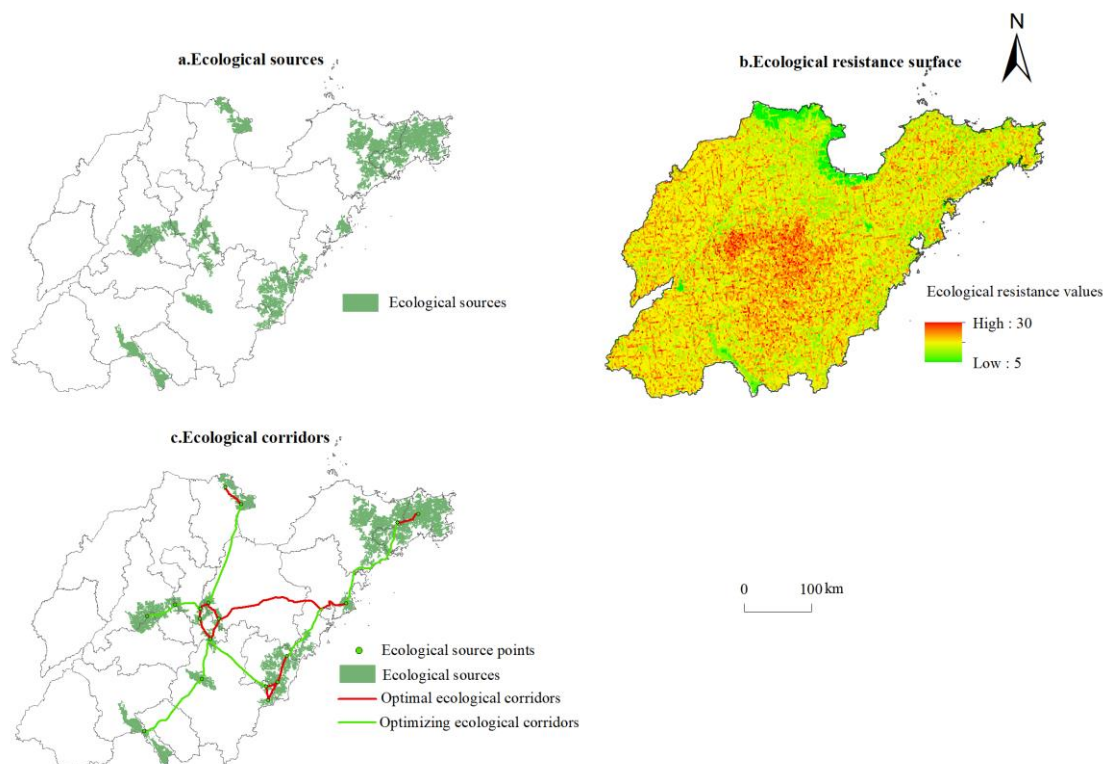 N
a.Ecological sources
b.Ecological resistance surface
Ecological sources
Ecological resistance values
High : 30
Low : 5
c.Ecological corridors
0 100 km
Ecological source points
Ecological sources
Optimal ecological corridors
Optimizing ecological corridors